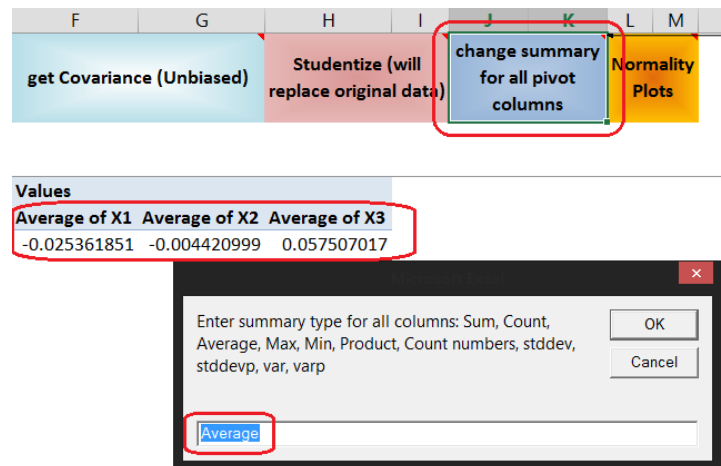 F G H I J K L M
get Covariance (Unbiased)
Studentize (will
replace original data)
change summary
for all pivot
columns
Normality
Plots
Values
Average of X1 Average of X2 Average of X3
-0.025361851 -0.004420999 0.057507017
Enter summary type for all columns: Sum, Count,
Average, Max, Min, Product, Count numbers, stddev,
stddevp, var, varp
OK
Cancel
Average